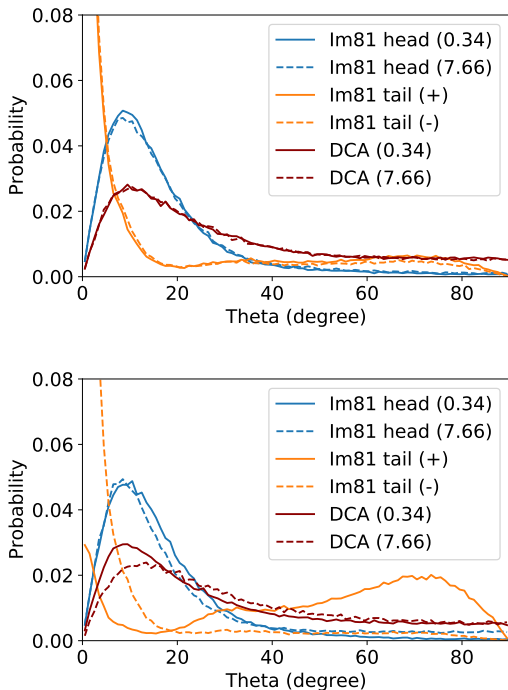 0.08
0.06
0.04
0.02
0.00
Probability
Im81 head (0.34)
Im81 head (7.66)
Im81 tail (+)
Im81 tail (-)
DCA (0.34)
DCA (7.66)
0 20 40 60 80
Theta (degree)
0.08
0.06
0.04
0.02
0.00
Probability
Im81 head (0.34)
Im81 head (7.66)
Im81 tail (+)
Im81 tail (-)
DCA (0.34)
DCA (7.66)
0 20 40 60 80
Theta (degree)